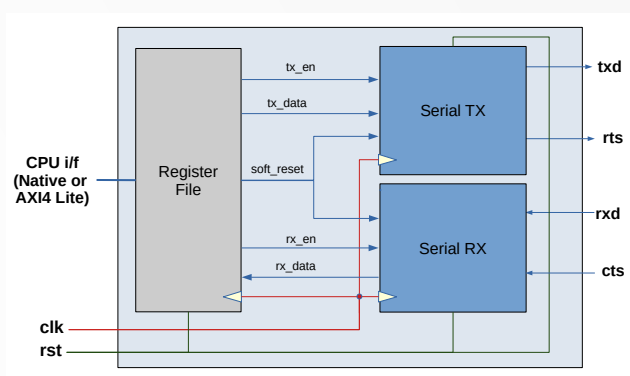 tx_en
txd
tx_data
Serial TX
rts
CPU i/f
(Native or
AXI4 Lite)
Register
File
soft_reset
rxd
rx_en
Serial RX
rx_data
cts
clk
rst